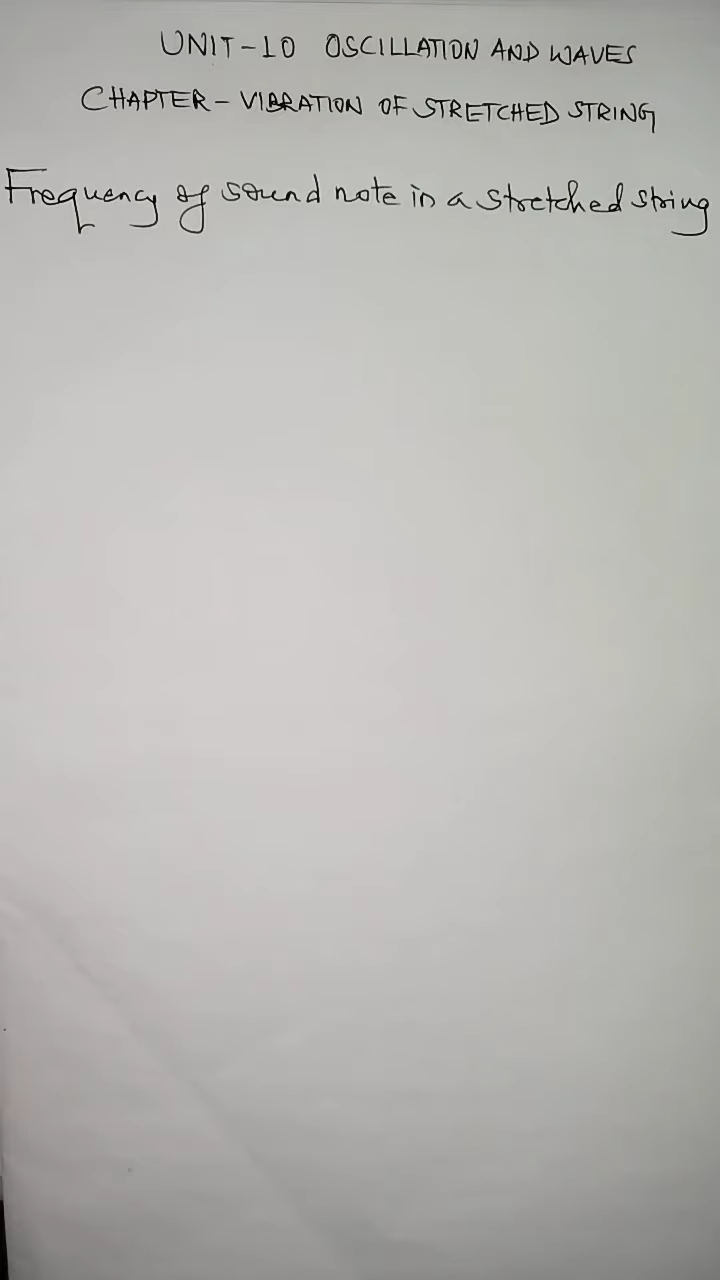 UNIT-10 OSCILLATION AND WAVES
CHAPTER - VIBRATION OF STRETCHED STRING
Frequency of sound note in a stretched string